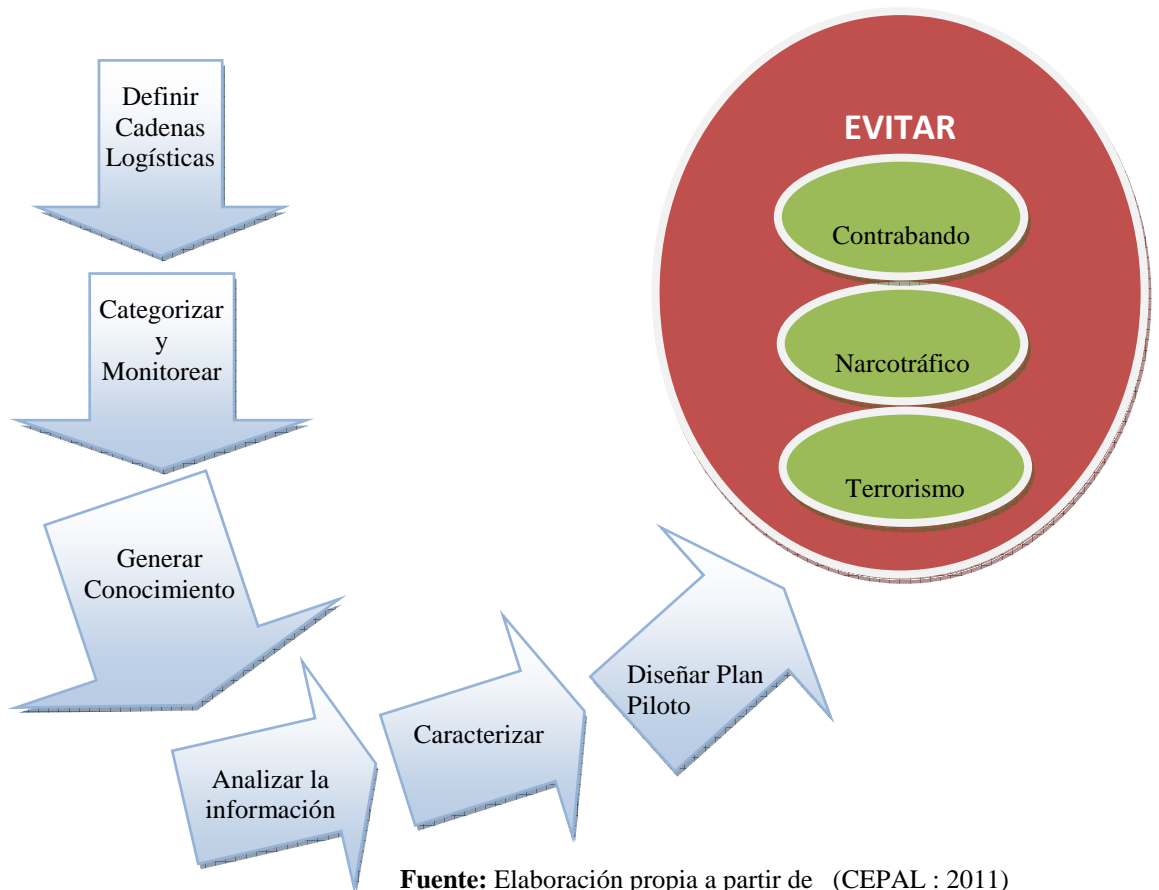 Definir
Cadenas
Logísticas
Categorizar
y
Monitorear
Generar
Conocimiento
Analizar la
información
Caracterizar
Diseñar Plan
Piloto
EVITAR
Contrabando
Narcotráfico
Terrorismo
Fuente: Elaboración propia a partir de (CEPAL : 2011)